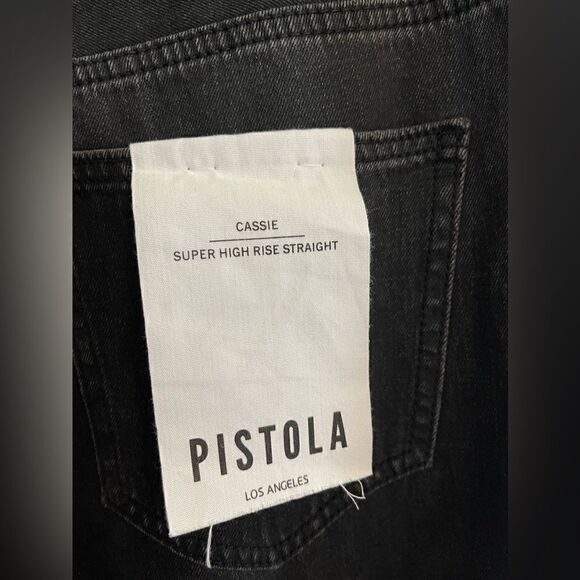 CASSIE
SUPER HIGH RISE STRAIGHT
PISTOLA
LOS ANGELES